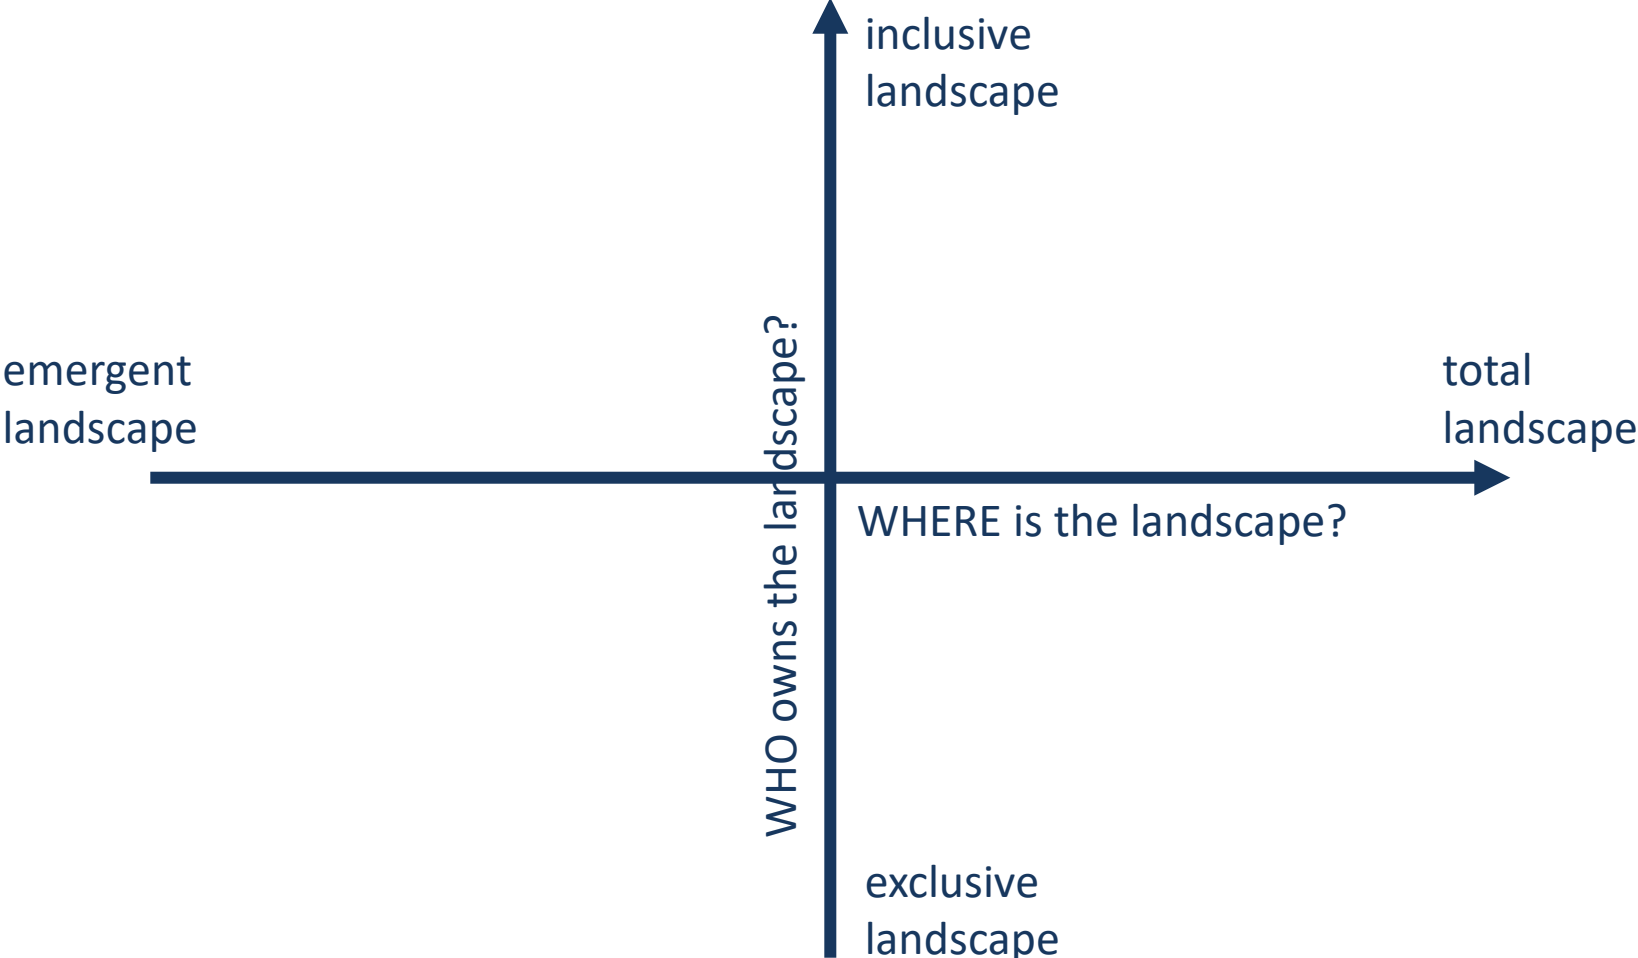 inclusive
landscape
emergent
landscape
total
landscape
WHO owns the landscape?
WHERE is the landscape?
exclusive
landscape